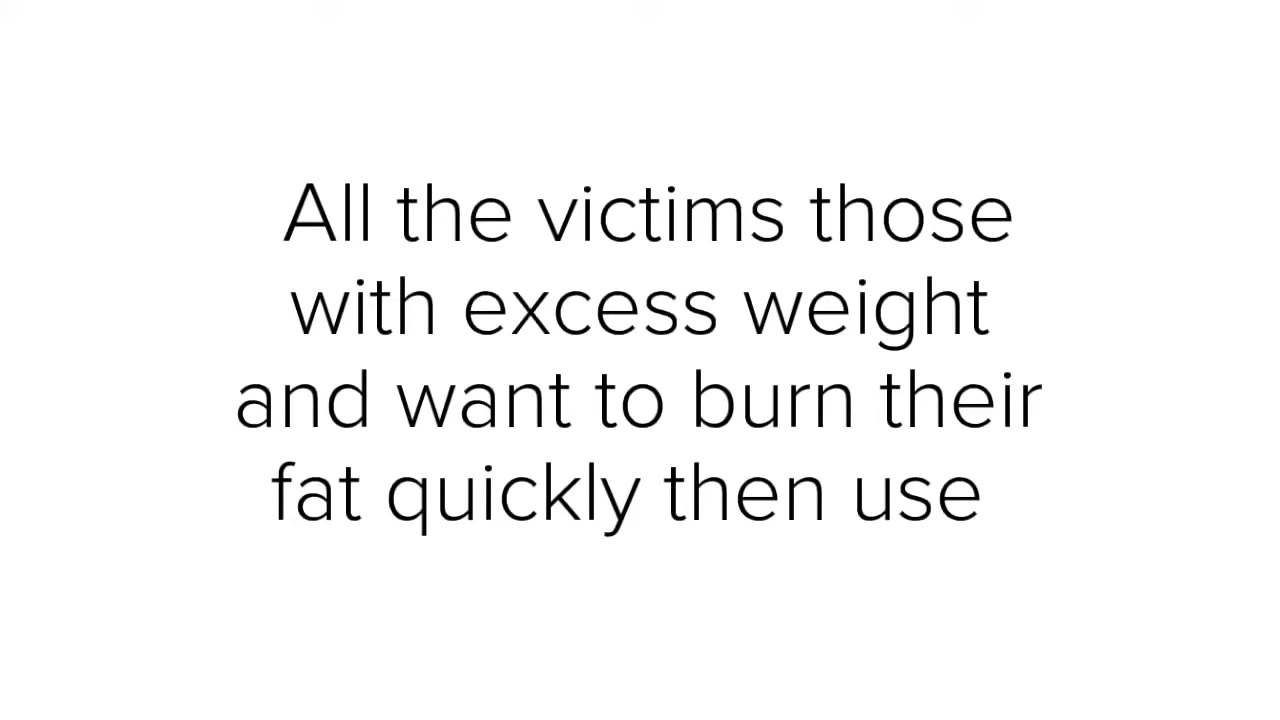 All the victims those
with excess weight
and want to burn their
fat quickly then use